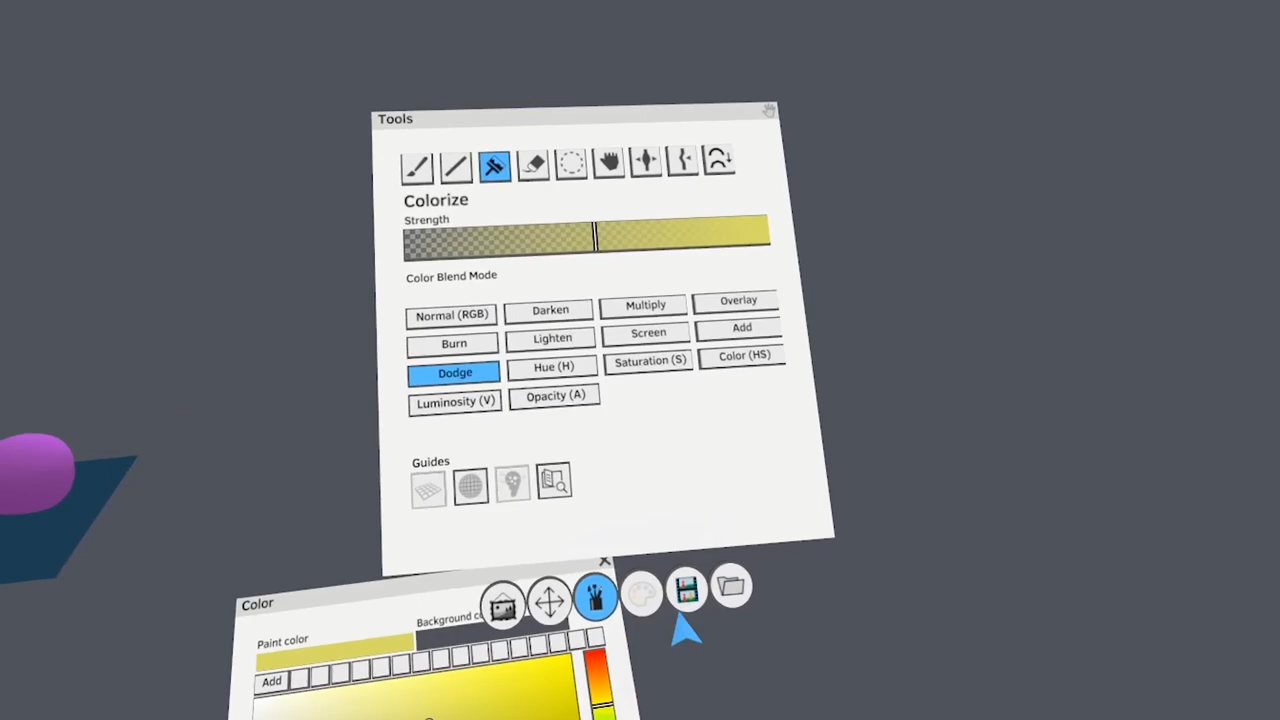 Tools
Colorize
Strength
Color Blend Mode
Normal (RGB) Darken Multiply Overlay
Burn Lighten Screen Add
Dodge Hue (H) Saturation (S) Color (HS)
Luminosity (V) Opacity (A)
Guides
Color
Paint color Background
Add